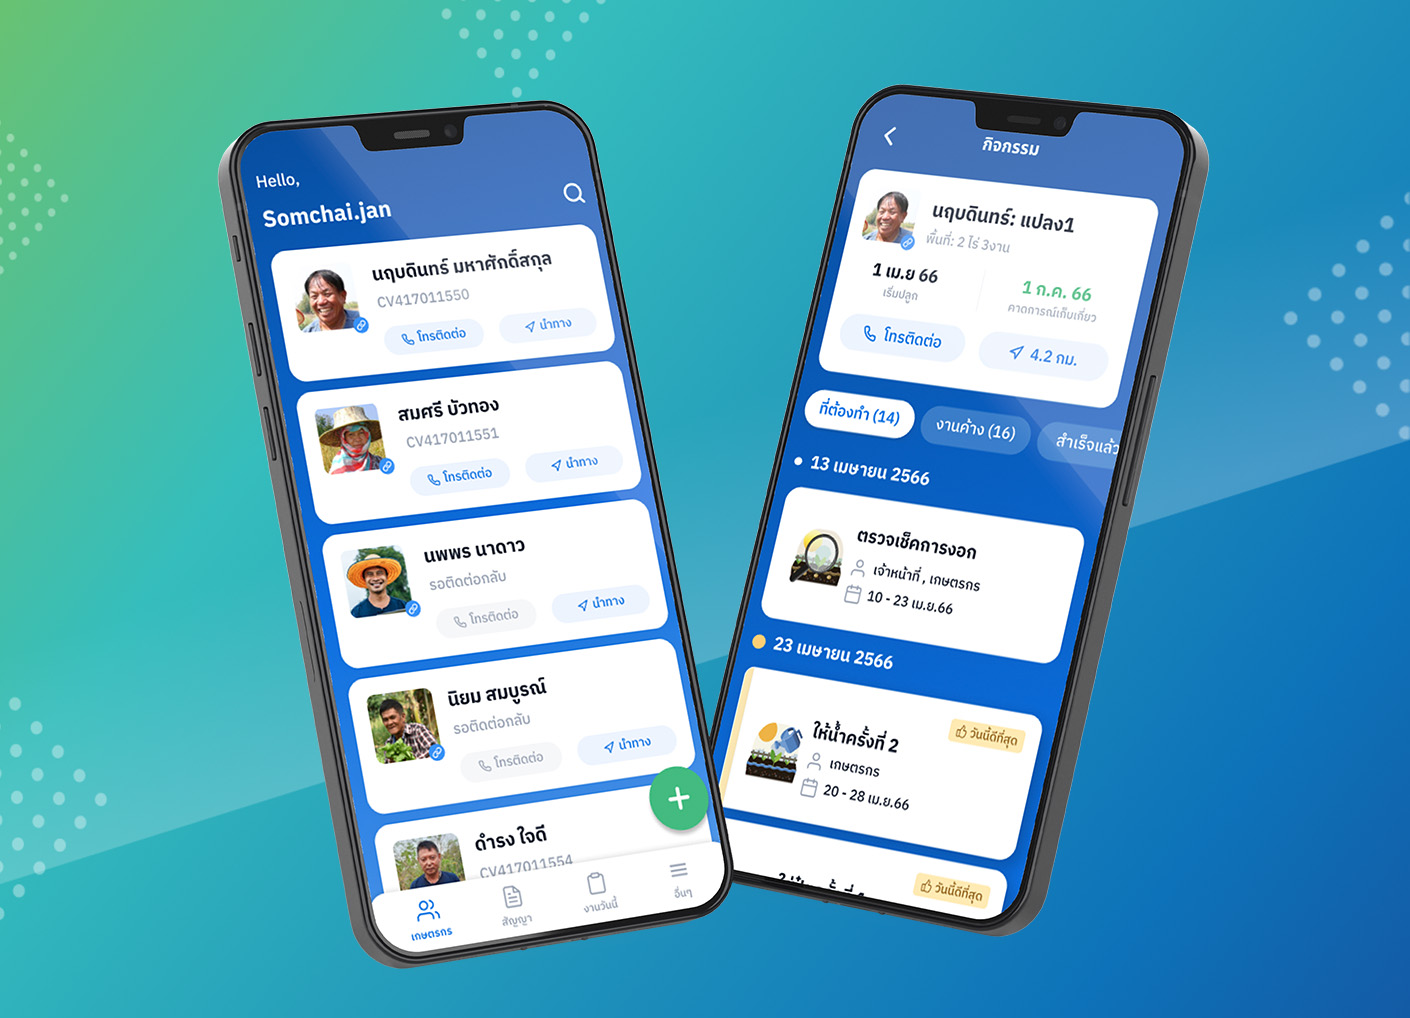 Hello,
Somchai.jan
นฤบดินทร์ มหาศักดิ์สกุล
CV417011550
โทรติดต่อ
นำทาง
สมศรี บัวทอง
CV417011551
โทรติดต่อ
นำทาง
นพพร นาดาว
รอติดต่อกลับ
โทรติดต่อ
นำทาง
นิยม สมบูรณ์
รอติดต่อกลับ
โทรติดต่อ
นำทาง
ดำรง ใจดี
CV417011554
เกษตรกร
สัญญา
งานวันนี้
อื่นๆ
กิจกรรม
นฤบดินทร์: แปลง1
พื้นที่: 2 ไร่ 3งาน
1 เม.ย 66
เริ่มปลูก
1 ก.ค. 66
คาดการณ์เก็บเกี่ยว
โทรติดต่อ
4.2 กม.
ที่ต้องทำ (14)
งานค้าง (16)
สำเร็จแล้ว
13 เมษายน 2566
ตรวจเช็คการงอก
เจ้าหน้าที่ , เกษตรกร
10 - 23 เม.ย.66
23 เมษายน 2566
ให้น้ำครั้งที่ 2
วันนี้ดีที่สุด
เกษตรกร
20 - 28 เม.ย.66
วันนี้ดีที่สุด